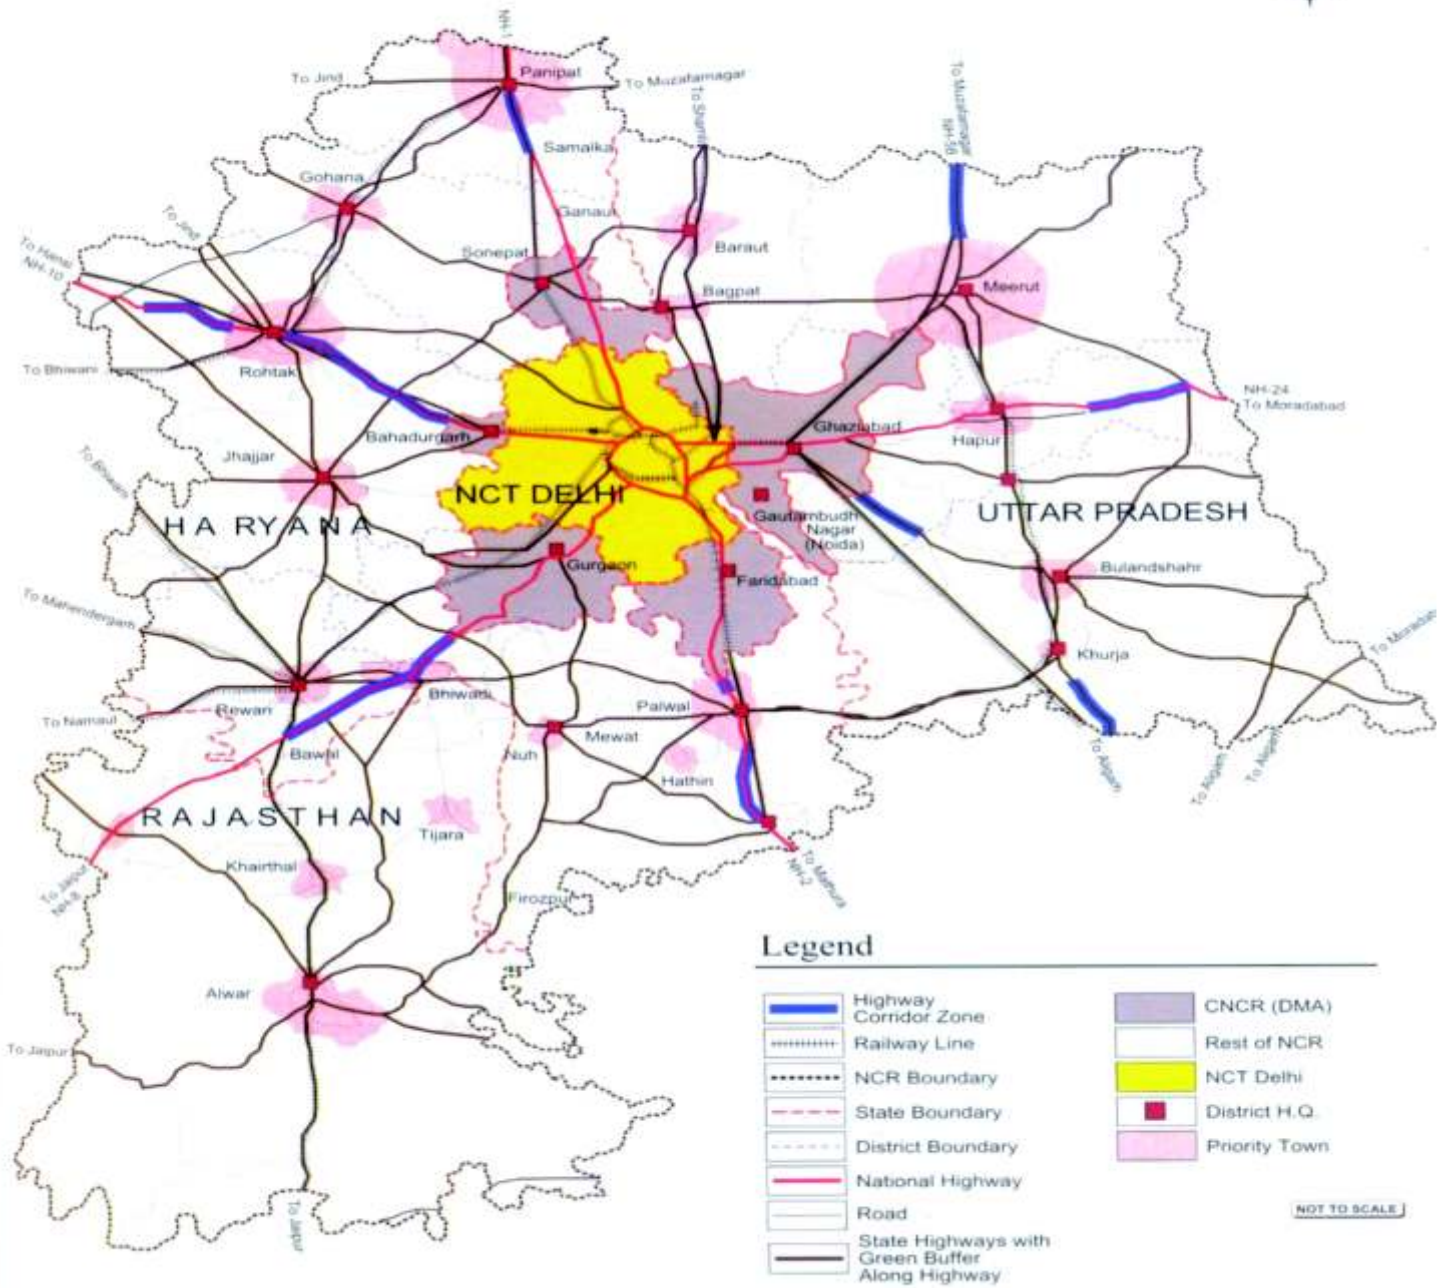 NH-1
To Jind
Panipat
To Muzafarnagar
To Muzafarnagar
NH-58
Samalka
Gohana
To Jind
Ganaur
Baraut
To Hansi
NH-10
Sonepat
Bagpat
Meerut
To Bhiwani
Rohtak
NH-24
To Moradabad
Bahadurgarh
Ghaziabad
Hapur
Jhajjar
To Bhiwani
NCT DELHI
HARYANA
Gautambudh
Nagar
(Noida)
UTTAR PRADESH
Gurgaon
Faridabad
Bulandshahr
To Mahendergarh
Khurja
Rewari
Bhiwadi
Palwal
To Narnaul
Bawal
Nuh
Mewat
Hathin
To Aligarh
To Aligarh
To Aligarh
RAJASTHAN
Tijara
Khairthal
To Jaipur
NH-8
To Mathura
NH-2
Firozpur
Alwar
To Jaipur
To Jaipur
Legend
Highway
Corridor Zone
Railway Line
NCR Boundary
State Boundary
District Boundary
National Highway
Road
State Highways with
Green Buffer
Along Highway
CNCR (DMA)
Rest of NCR
NCT Delhi
District H.Q.
Priority Town
NOT TO SCALE